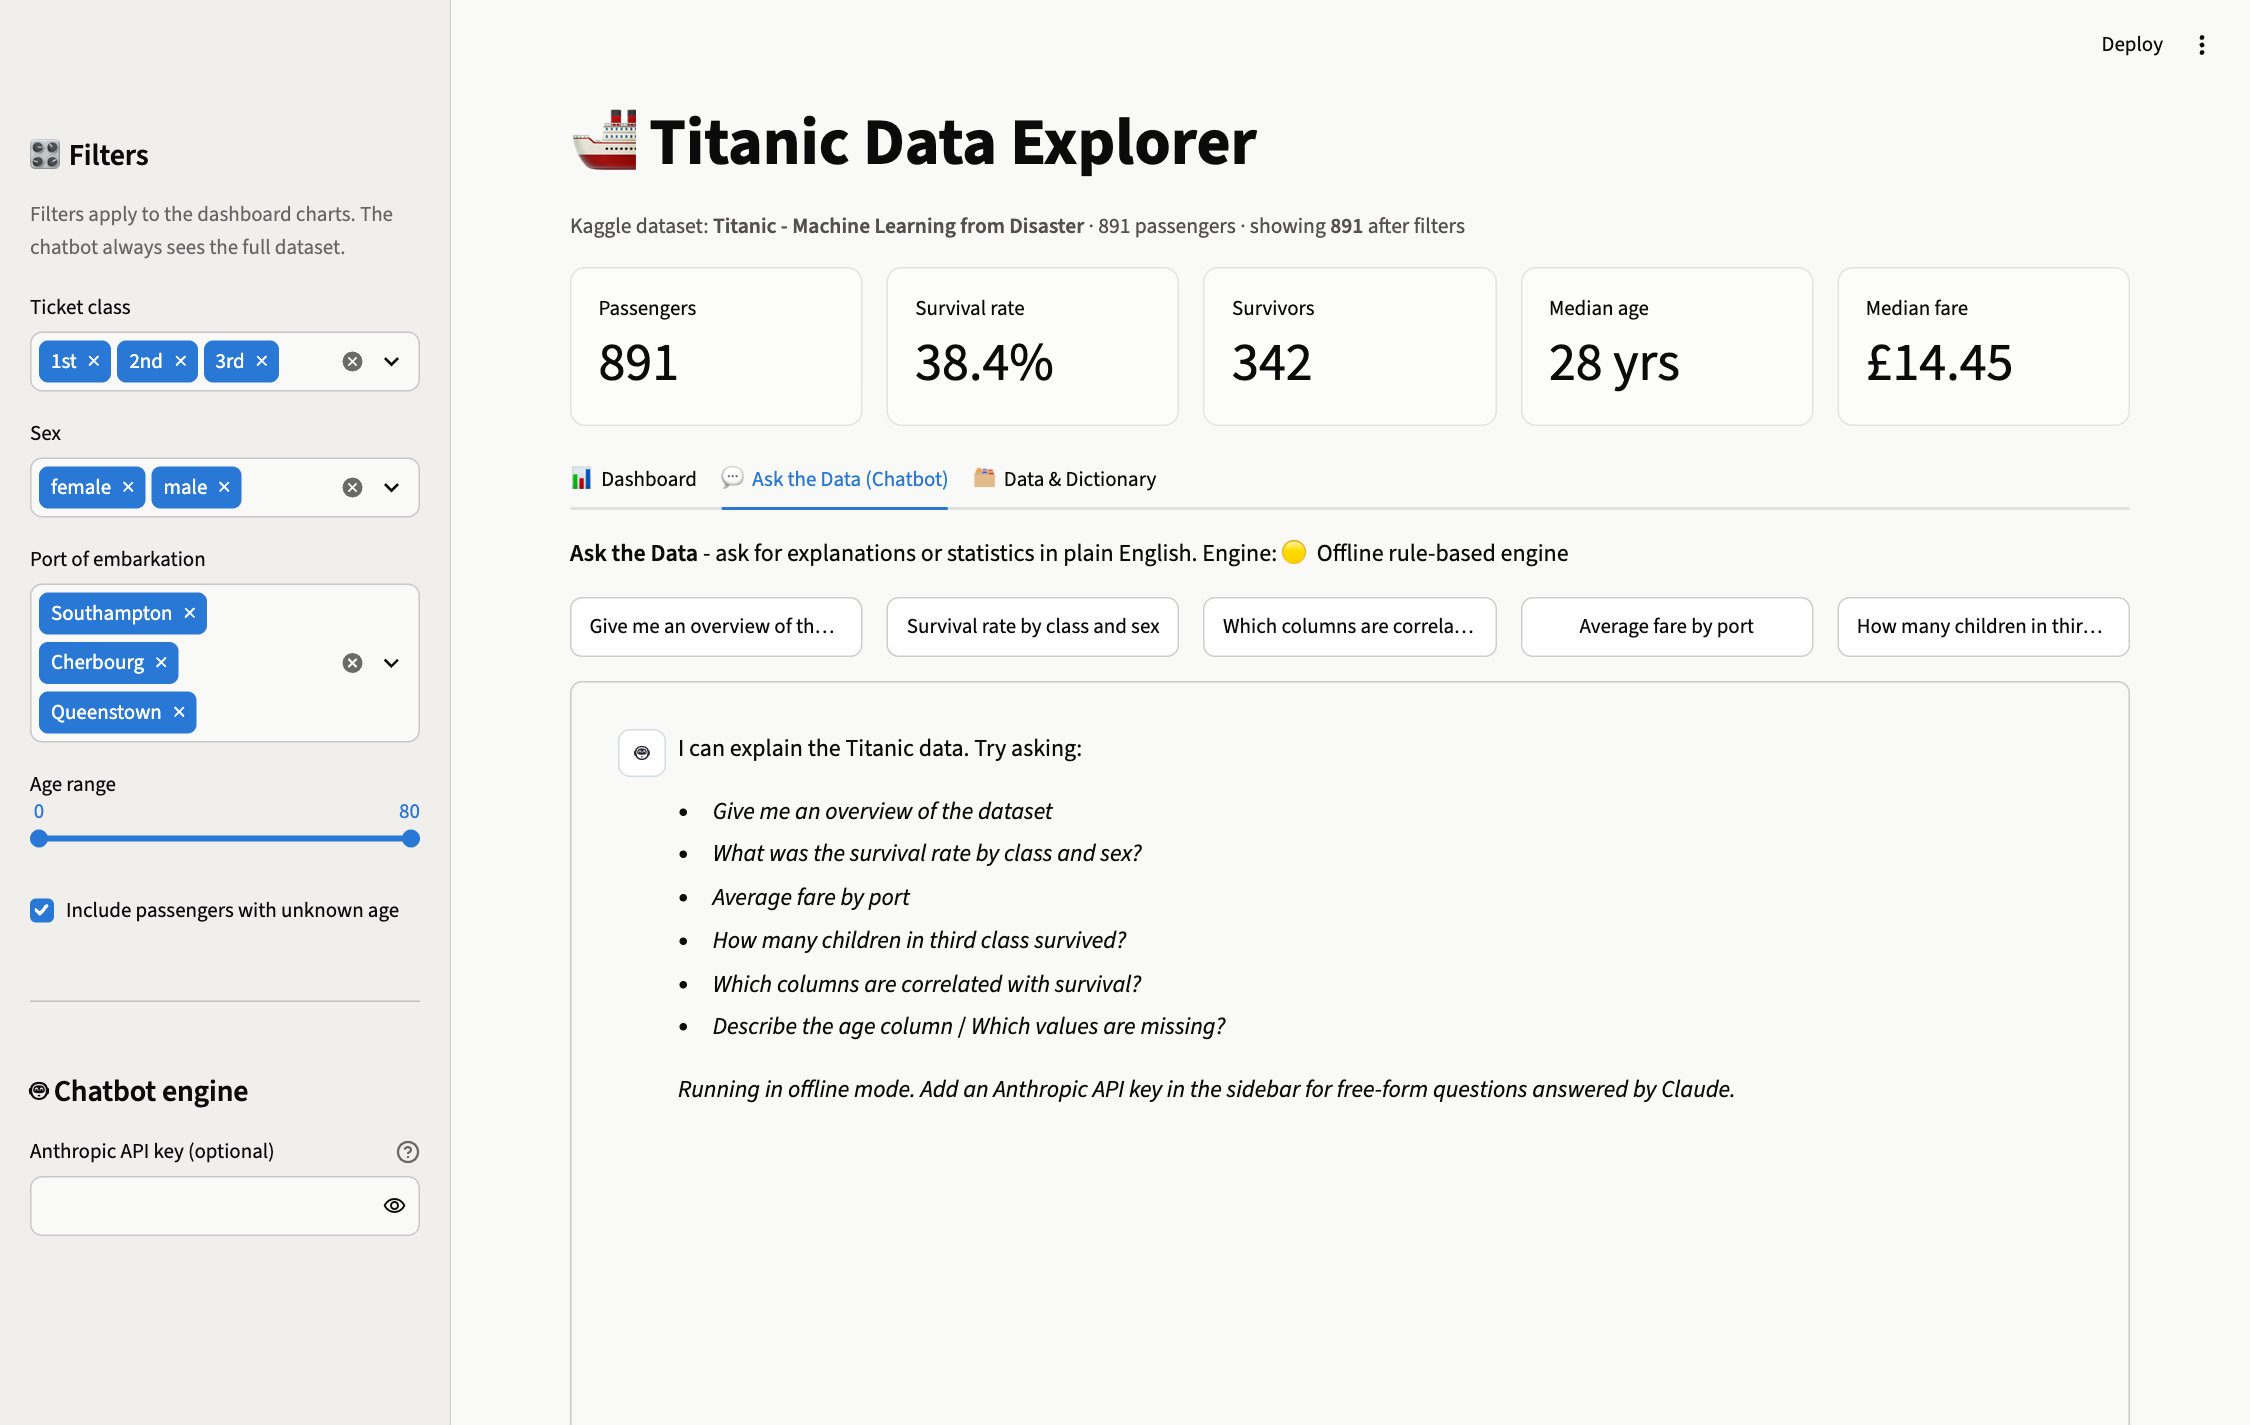 Deploy
Filters
Filters apply to the dashboard charts. The
chatbot always sees the full dataset.
Ticket class
1st 2nd 3rd
Sex
female male
Port of embarkation
Southampton
Cherbourg
Queenstown
Age range
0 80
Include passengers with unknown age
Chatbot engine
Anthropic API key (optional)
Titanic Data Explorer
Kaggle dataset: Titanic - Machine Learning from Disaster · 891 passengers · showing 891 after filters
Passengers
891
Survival rate
38.4%
Survivors
342
Median age
28 yrs
Median fare
£14.45
Dashboard Ask the Data (Chatbot) Data & Dictionary
Ask the Data - ask for explanations or statistics in plain English. Engine: Offline rule-based engine
Give me an overview of th…
Survival rate by class and sex
Which columns are correla…
Average fare by port
How many children in thir…
I can explain the Titanic data. Try asking:
• Give me an overview of the dataset
• What was the survival rate by class and sex?
• Average fare by port
• How many children in third class survived?
• Which columns are correlated with survival?
• Describe the age column / Which values are missing?
Running in offline mode. Add an Anthropic API key in the sidebar for free-form questions answered by Claude.